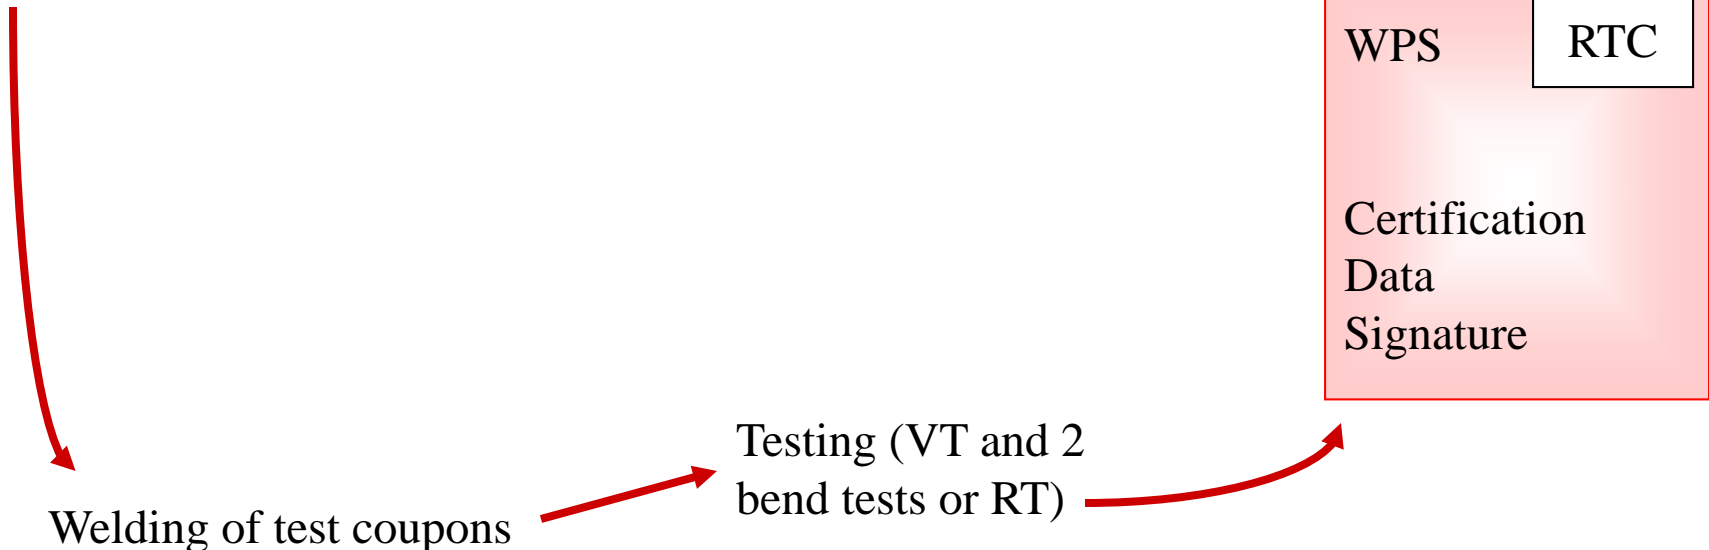 WPS
RTC
Certification
Data
Signature
Testing (VT and 2
bend tests or RT)
Welding of test coupons